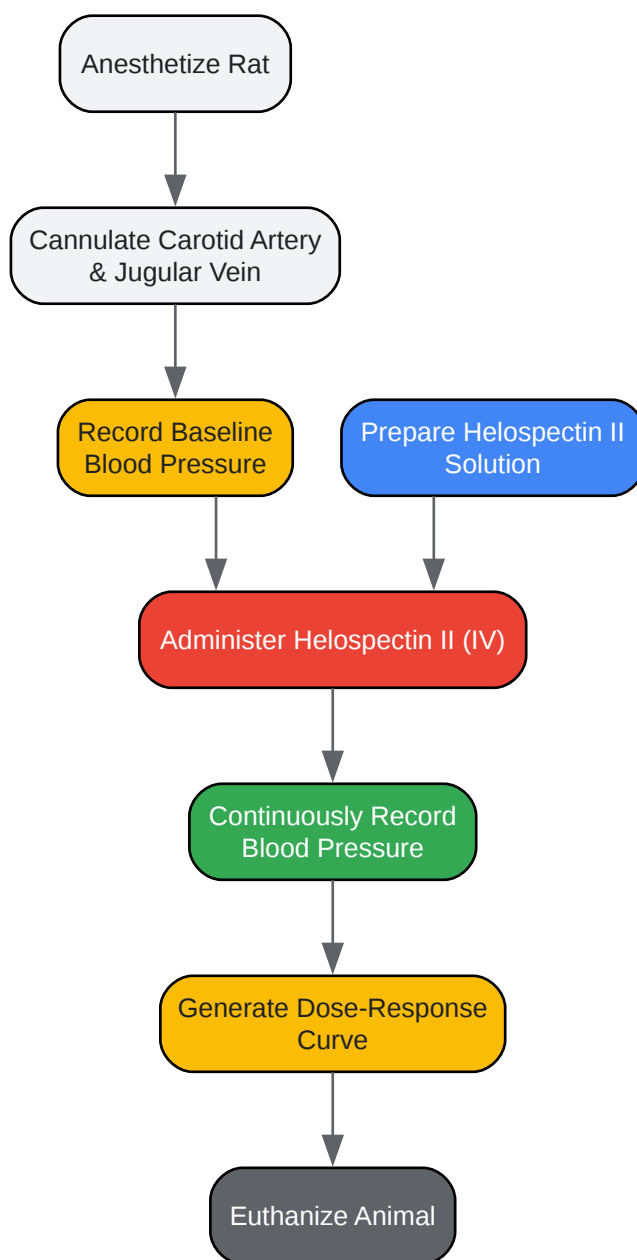 Anesthetize Rat
Cannulate Carotid Artery
& Jugular Vein
Record Baseline
Blood Pressure
Prepare Helospectin II
Solution
Administer Helospectin II (IV)
Continuously Record
Blood Pressure
Generate Dose-Response
Curve
Euthanize Animal